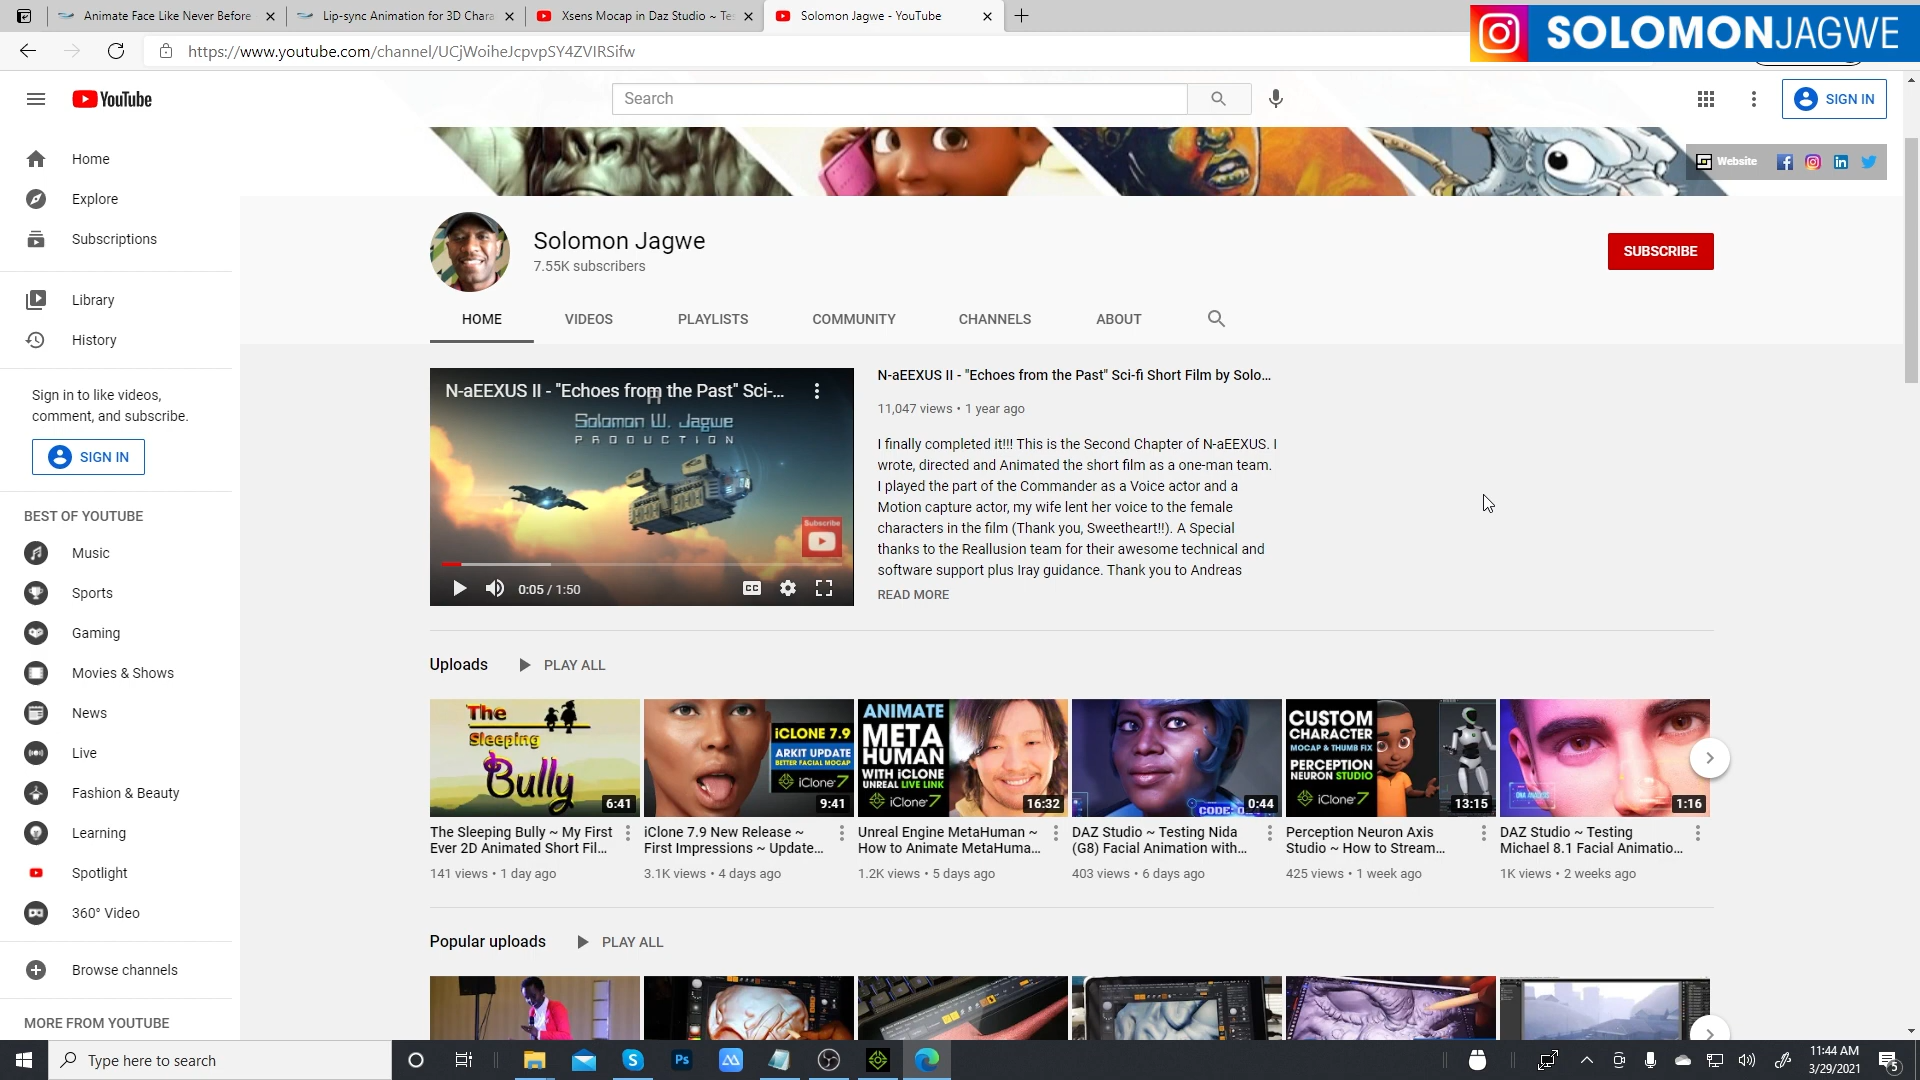 Animate Face Like Never Before
Lip-sync Animation for 3D Chara
Xsens Mocap in Daz Studio ~ Tes
Solomon Jagwe - YouTube
https://www.youtube.com/channel/UCjWoiheJcpvpSY4ZVIRSifw
SOLOMONJAGWE
YouTube
Search
SIGN IN
Home
Explore
Subscriptions
Library
History
Sign in to like videos,
comment, and subscribe.
SIGN IN
BEST OF YOUTUBE
Music
Sports
Gaming
Movies & Shows
News
Live
Fashion & Beauty
Learning
Spotlight
360° Video
Browse channels
MORE FROM YOUTUBE
Website
Solomon Jagwe
7.55K subscribers
SUBSCRIBE
HOME
VIDEOS
PLAYLISTS
COMMUNITY
CHANNELS
ABOUT
N-aEEXUS II - "Echoes from the Past" Sci-...
Solomon W. Jagwe
PRODUCTION
Subscribe
0:05 / 1:50
CC
N-aEEXUS II - "Echoes from the Past" Sci-fi Short Film by Solo...
11,047 views • 1 year ago
I finally completed it!!! This is the Second Chapter of N-aEEXUS. I
wrote, directed and Animated the short film as a one-man team.
I played the part of the Commander as a Voice actor and a
Motion capture actor, my wife lent her voice to the female
characters in the film (Thank you, Sweetheart!!). A Special
thanks to the Reallusion team for their awesome technical and
software support plus Iray guidance. Thank you to Andreas
READ MORE
Uploads
PLAY ALL
The
Sleeping
Bully
6:41
The Sleeping Bully ~ My First
Ever 2D Animated Short Fil...
141 views • 1 day ago
iCLONE 7.9
ARKIT UPDATE
BETTER FACIAL MOCAP
iClone 7
9:41
iClone 7.9 New Release ~
First Impressions ~ Update...
3.1K views • 4 days ago
ANIMATE
META
HUMAN
WITH iCLONE
UNREAL LIVE LINK
iClone 7
16:32
Unreal Engine MetaHuman ~
How to Animate MetaHuma...
1.2K views • 5 days ago
0:44
DAZ Studio ~ Testing Nida
(G8) Facial Animation with...
403 views • 6 days ago
CUSTOM
CHARACTER
MOCAP & THUMB FIX
PERCEPTION
NEURON STUDIO
iClone 7
13:15
Perception Neuron Axis
Studio ~ How to Stream...
425 views • 1 week ago
DNA ANALYSIS
1:16
DAZ Studio ~ Testing
Michael 8.1 Facial Animatio...
1K views • 2 weeks ago
Popular uploads
PLAY ALL
Type here to search
Ps
11:44 AM
3/29/2021
5